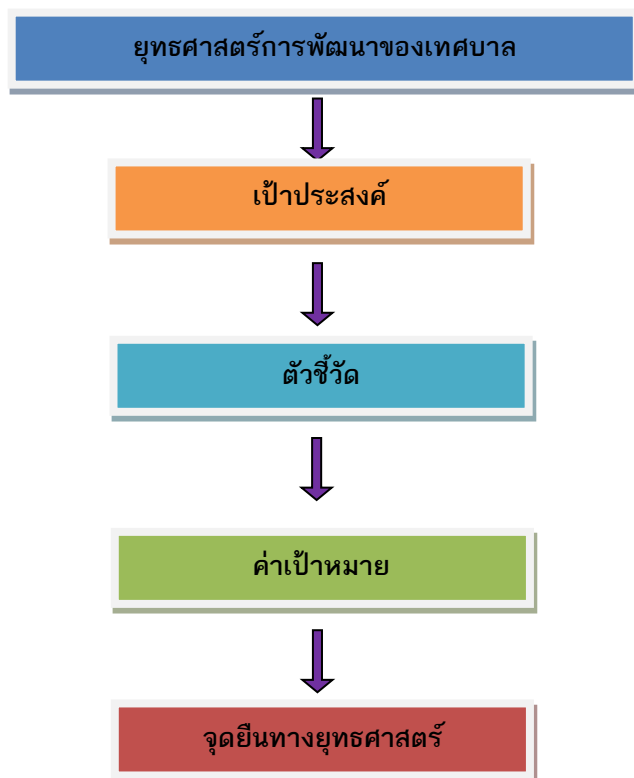 ยุทธศาสตร์การพัฒนาของเทศบาล
เป้าประสงค์
ตัวชี้วัด
ค่าเป้าหมาย
จุดยืนทางยุทธศาสตร์